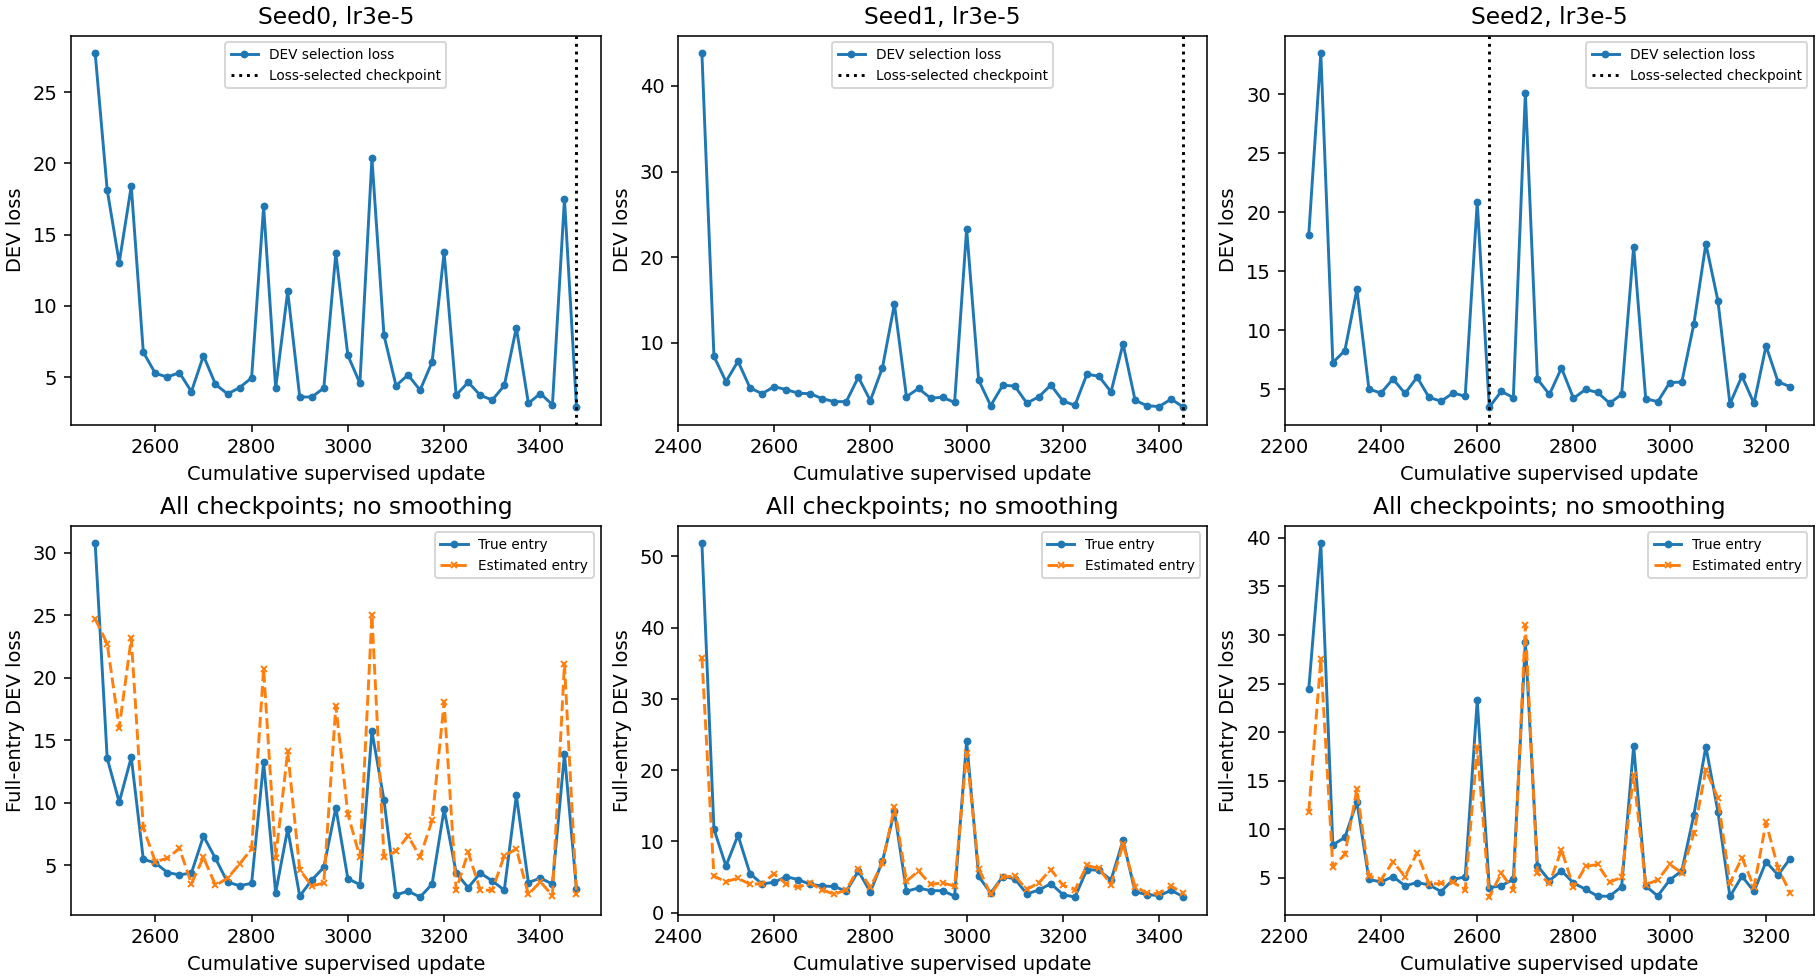 Seed0, lr3e-5
DEV selection loss
Loss-selected checkpoint
DEV loss
25
20
15
10
5
2600 2800 3000 3200 3400
Cumulative supervised update
Seed1, lr3e-5
DEV selection loss
Loss-selected checkpoint
DEV loss
40
30
20
10
2400 2600 2800 3000 3200 3400
Cumulative supervised update
Seed2, lr3e-5
DEV selection loss
Loss-selected checkpoint
DEV loss
30
25
20
15
10
5
2200 2400 2600 2800 3000 3200
Cumulative supervised update
All checkpoints; no smoothing
True entry
Estimated entry
Full-entry DEV loss
30
25
20
15
10
5
2600 2800 3000 3200 3400
Cumulative supervised update
All checkpoints; no smoothing
True entry
Estimated entry
Full-entry DEV loss
50
40
30
20
10
0
2400 2600 2800 3000 3200 3400
Cumulative supervised update
All checkpoints; no smoothing
True entry
Estimated entry
Full-entry DEV loss
40
35
30
25
20
15
10
5
2200 2400 2600 2800 3000 3200
Cumulative supervised update